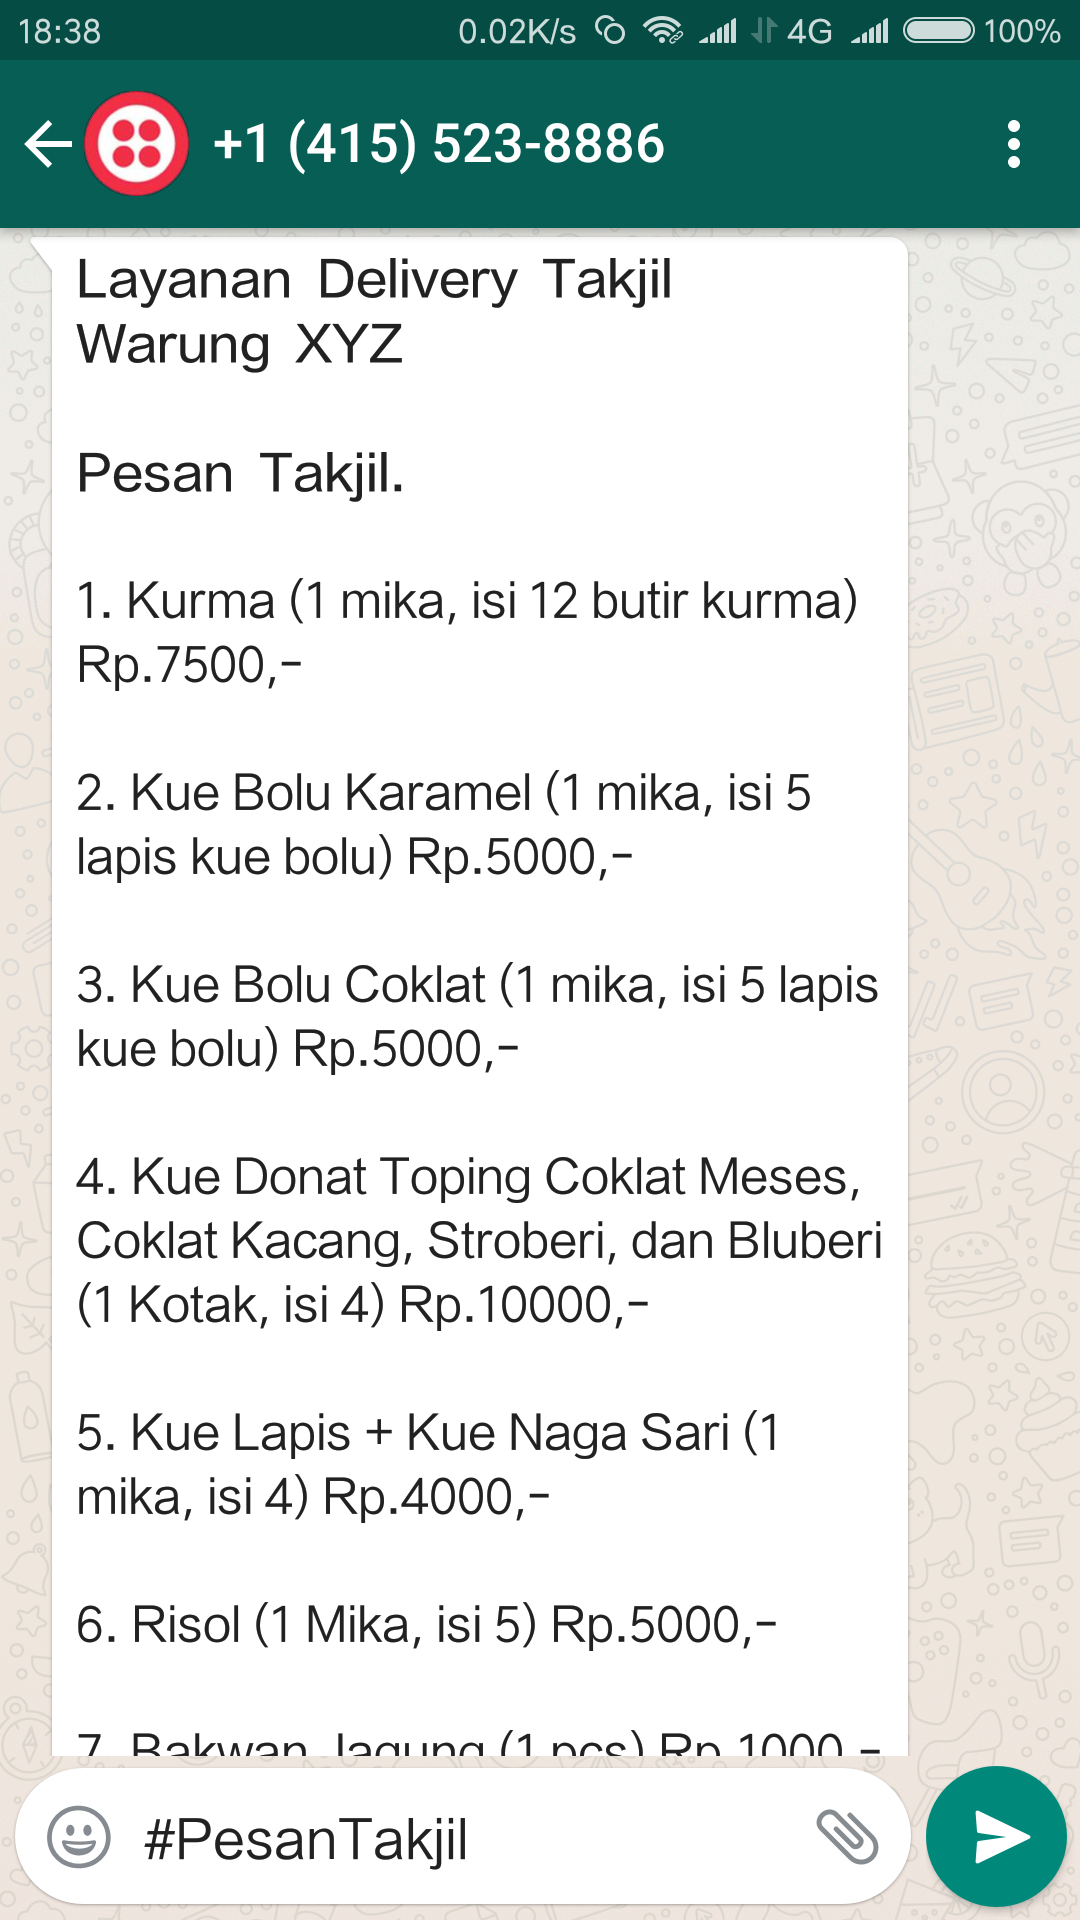 18:38 0.02K/s 4G 100%
+1 (415) 523-8886
Layanan Delivery Takjil
Warung XYZ
Pesan Takjil.
1. Kurma (1 mika, isi 12 butir kurma)
Rp.7500,-
2. Kue Bolu Karamel (1 mika, isi 5
lapis kue bolu) Rp.5000,-
3. Kue Bolu Coklat (1 mika, isi 5 lapis
kue bolu) Rp.5000,-
4. Kue Donat Toping Coklat Meses,
Coklat Kacang, Stroberi, dan Bluberi
(1 Kotak, isi 4) Rp.10000,-
5. Kue Lapis + Kue Naga Sari (1
mika, isi 4) Rp.4000,-
6. Risol (1 Mika, isi 5) Rp.5000,-
7. Bakwan Jagung (1 pcs) Rp.1000,-
#PesanTakjil